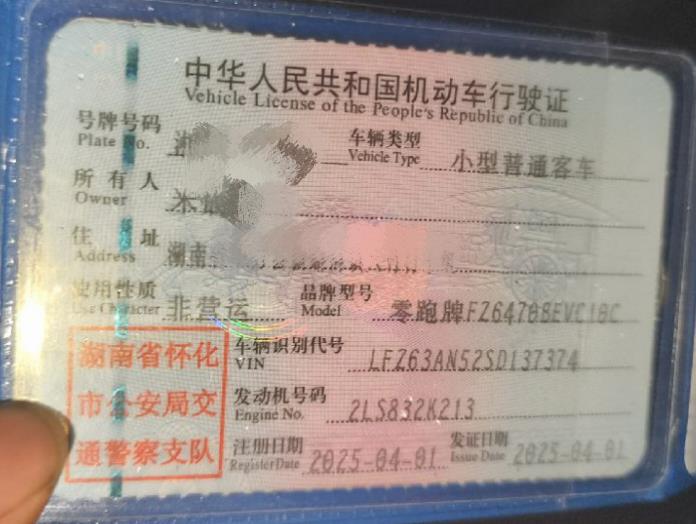 中华人民共和国机动车行驶证
Vehicle License of the People's Republic of China
号牌号码 湘 车辆类型 小型普通客车
Plate No. Vehicle Type
所有人
Owner
住址 湖南
Address
使用性质 非营运 品牌型号 零跑牌FZ6470BEVC10C
Use Character Model
湖南省怀化 车辆识别代号 LFZ63AN52SD137374
VIN
市公安局交 发动机号码 2LS832K213
Engine No.
通警察支队 注册日期 2025-04-01 发证日期 2025-04-01
Register Date Issue Date